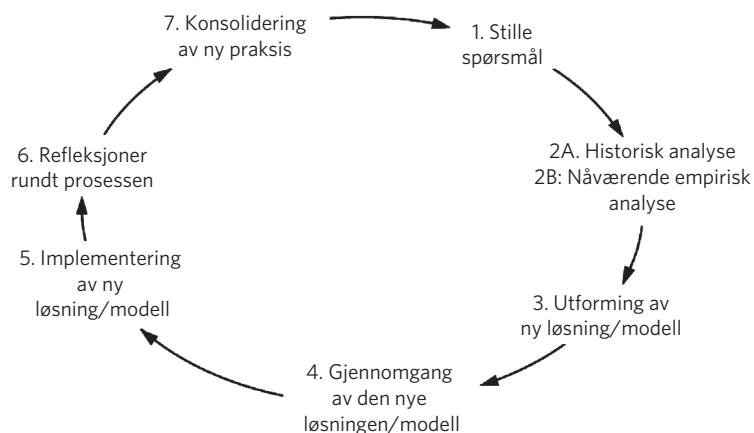 1. Stille
spørsmål
2A. Historisk analyse
2B: Nåværende empirisk
analyse
3. Utforming av
ny løsning/modell
4. Gjennomgang
av den nye
løsningen/modell
5. Implementering
av ny
løsning/modell
6. Refleksjoner
rundt prosessen
7. Konsolidering
av ny praksis